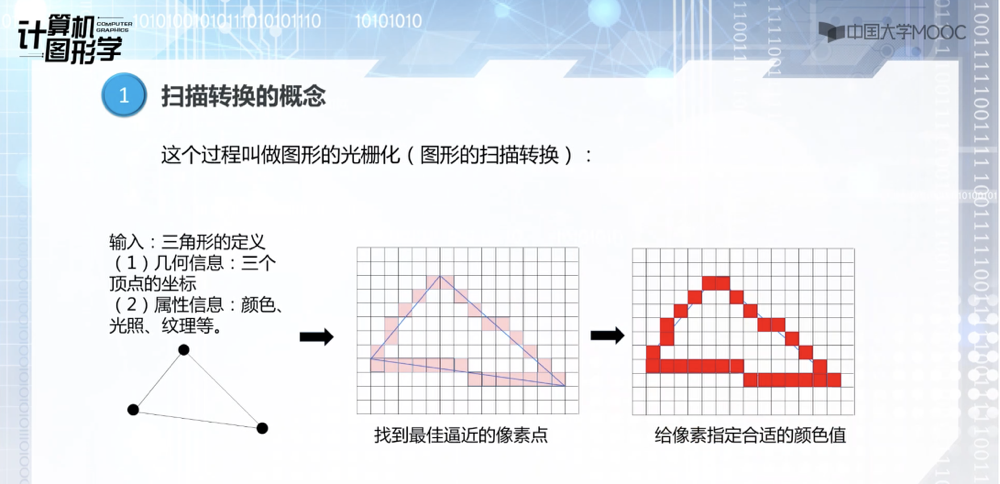 计算机
图形学
COMPUTER
GRAPHICS
10101001010111010101110
10101010
中国大学MOOC
1
扫描转换的概念
这个过程叫做图形的光栅化（图形的扫描转换）：
输入：三角形的定义
（1）几何信息：三个
顶点的坐标
（2）属性信息：颜色、
光照、纹理等。
找到最佳逼近的像素点
给像素指定合适的颜色值